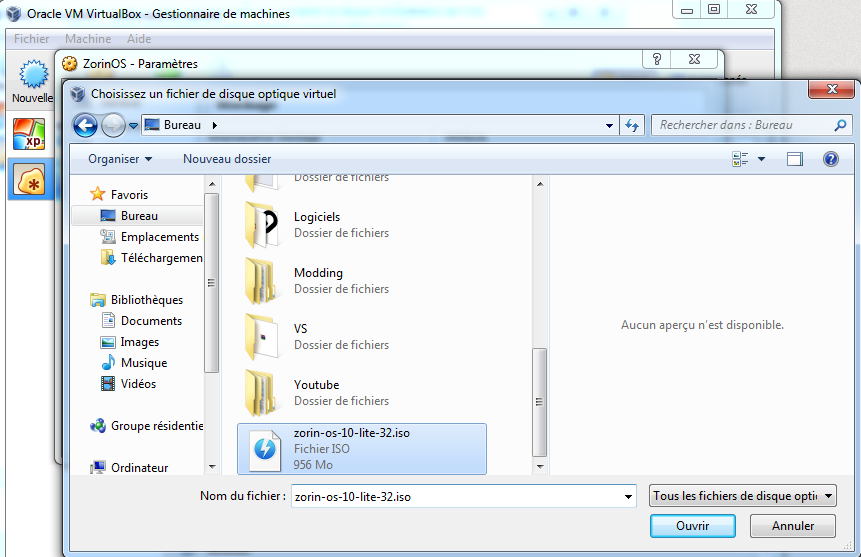 Oracle VM VirtualBox - Gestionnaire de machines
Fichier Machine Aide
Nouvelle
xp
ZorinOS - Paramètres
Choisissez un fichier de disque optique virtuel
Bureau
Rechercher dans : Bureau
Organiser Nouveau dossier
Favoris
Bureau
Emplacements
Téléchargemen
Bibliothèques
Documents
Images
Musique
Vidéos
Groupe résidentie
Ordinateur
Dossier de fichiers
Logiciels
Dossier de fichiers
Modding
Dossier de fichiers
VS
Dossier de fichiers
Youtube
Dossier de fichiers
zorin-os-10-lite-32.iso
Fichier ISO
956 Mo
Aucun aperçu n'est disponible.
Nom du fichier : zorin-os-10-lite-32.iso
Tous les fichiers de disque opti
Ouvrir Annuler